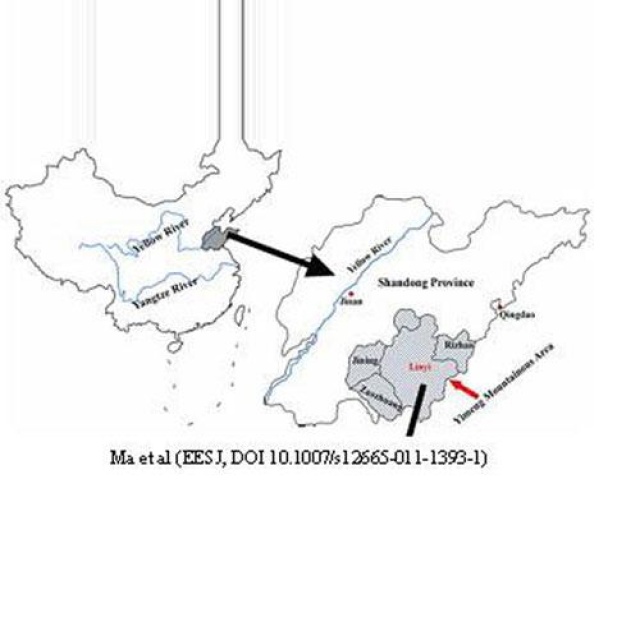 Yellow River
Yangtze River
Yellow River
Shandong Province
Jinan
Qingdao
Rizhao
Jining
Linyi
Zaozhuang
Yimeng Mountainous Area
Ma et al (EESJ, DOI 10.1007/s12665-011-1393-1)